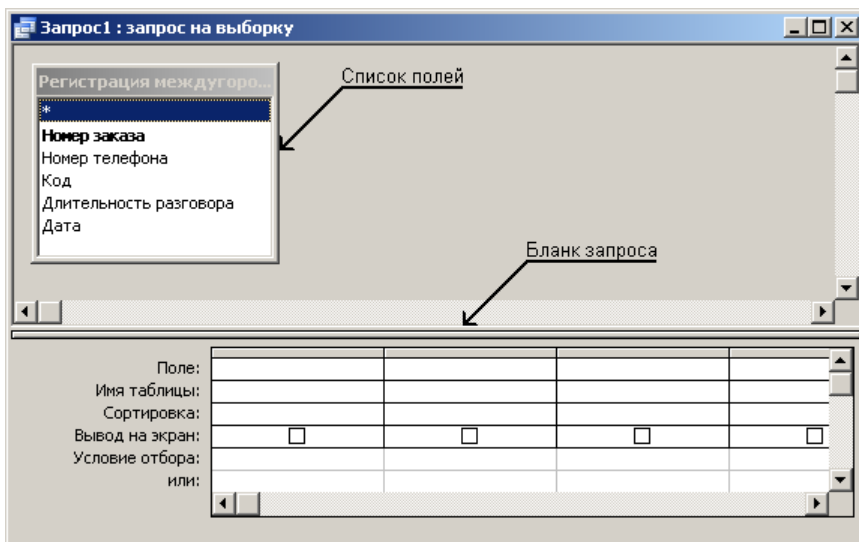 Запрос1 : запрос на выборку
Регистрация междугоро...
*
Номер заказа
Номер телефона
Код
Длительность разговора
Дата
Список полей
Бланк запроса
Поле:
Имя таблицы:
Сортировка:
Вывод на экран:
Условие отбора:
или: